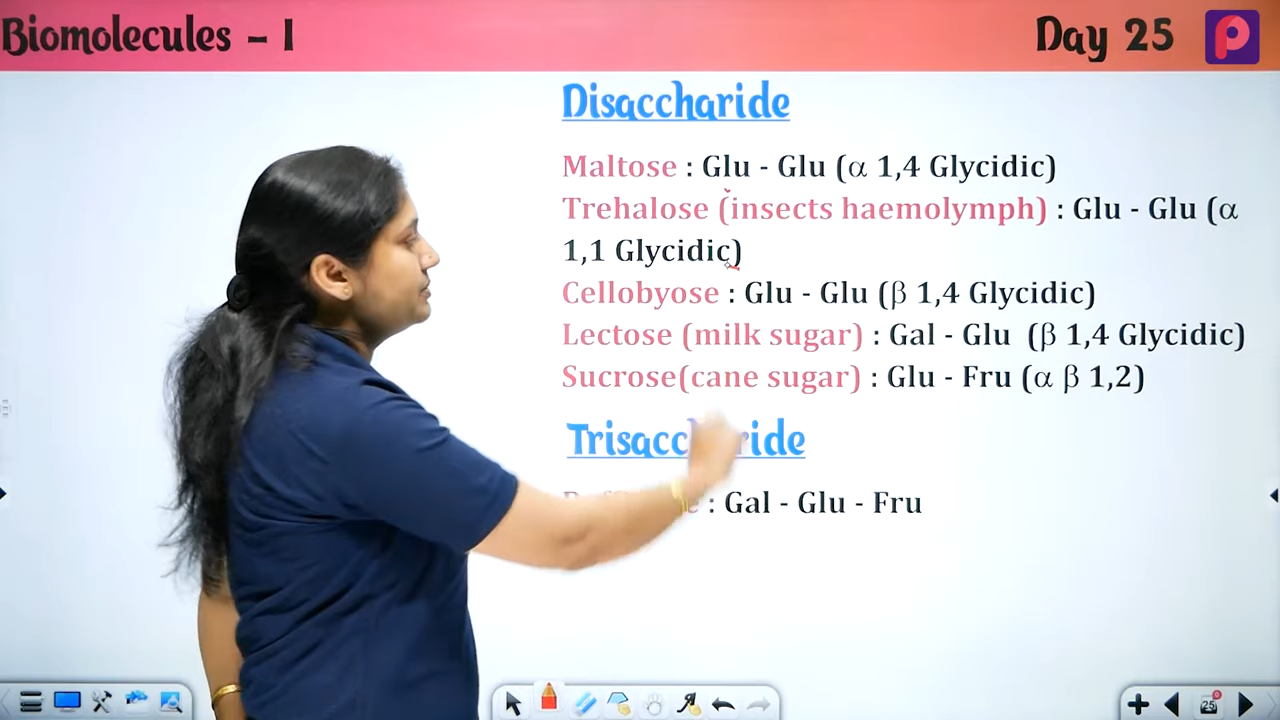 Biomolecules - I
Day 25
Disaccharide
Maltose : Glu - Glu (α 1,4 Glycidic)
Trehalose (insects haemolymph) : Glu - Glu (α
1,1 Glycidic)
Cellobyose : Glu - Glu (β 1,4 Glycidic)
Lectose (milk sugar) : Gal - Glu (β 1,4 Glycidic)
Sucrose(cane sugar) : Glu - Fru (α β 1,2)
Trisaccharide
: Gal - Glu - Fru
25